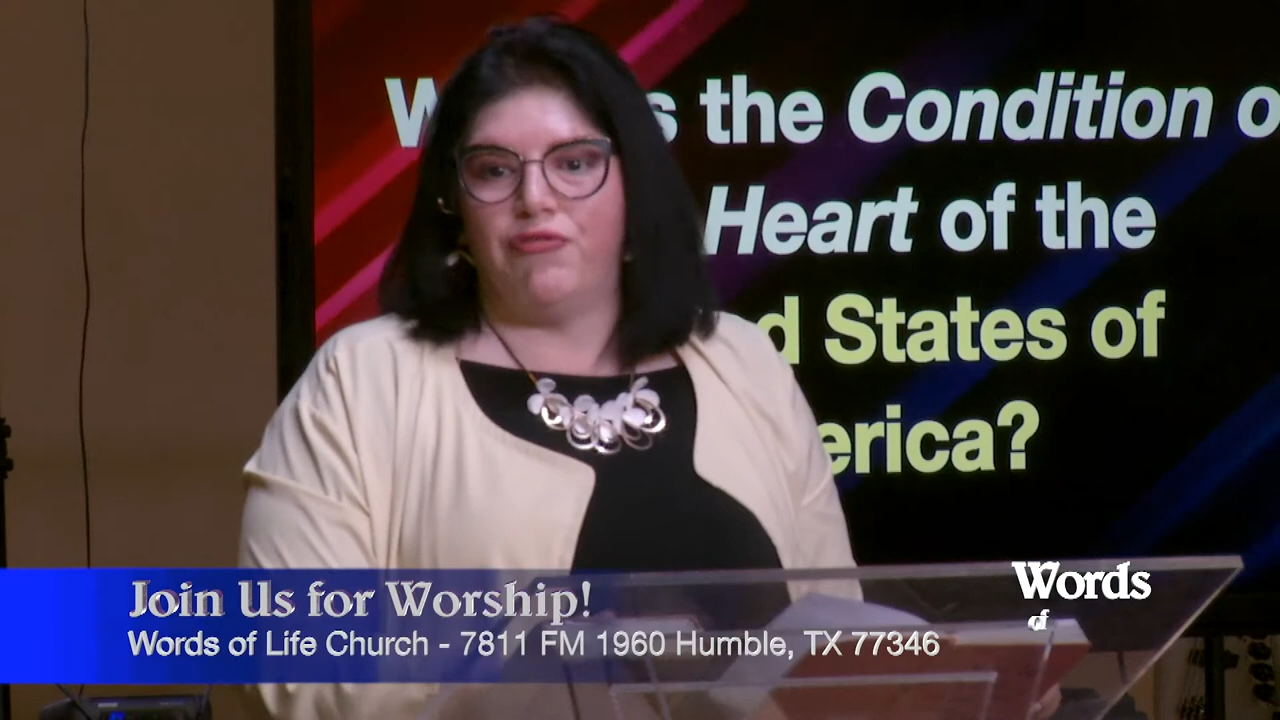 the Condition
Heart of the
States of
Join Us for Worship!
Words of Life Church - 7811 FM 1960 Humble, TX 77346
Words
of